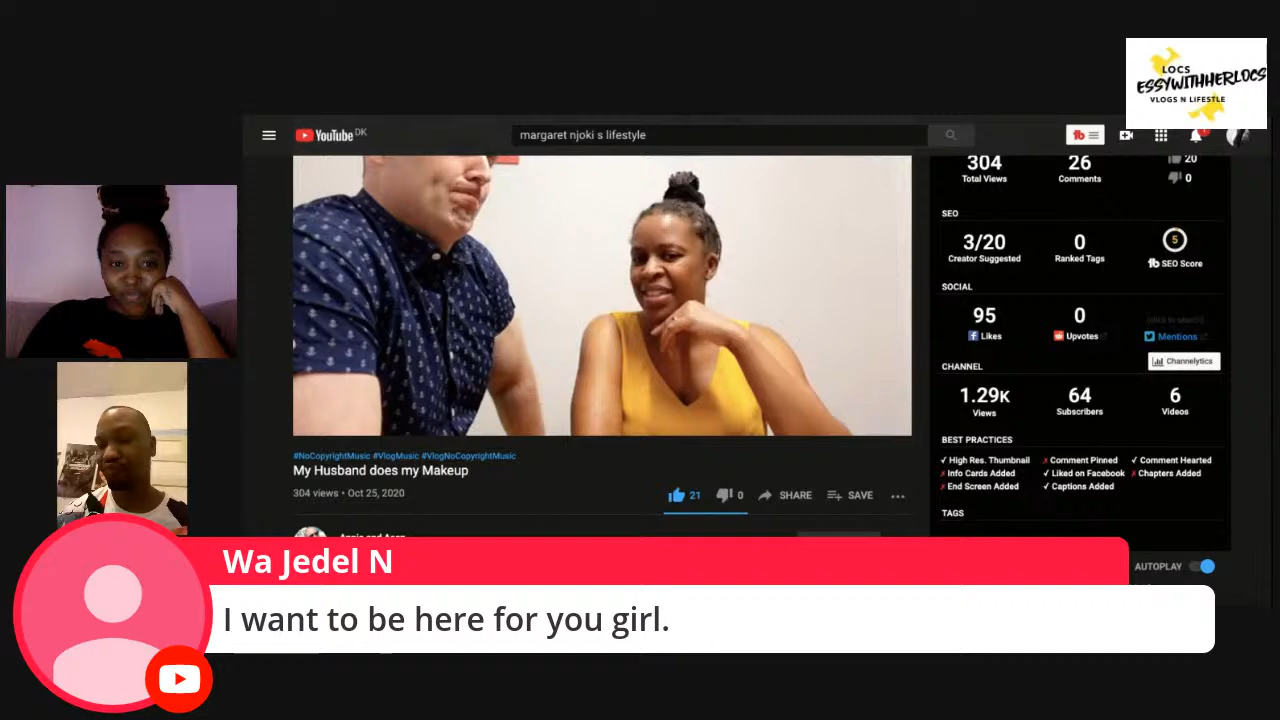 LOCS
ESSYWITHHERLOCS
VLOGS N LIFESTLE
YouTube DK
margaret njoki s lifestyle
304
Total Views
26
Comments
20
0
SEO
3/20
Creator Suggested
0
Ranked Tags
5
tb SEO Score
SOCIAL
95
Likes
0
Upvotes
Mentions
Channelytics
CHANNEL
1.29K
Views
64
Subscribers
6
Videos
BEST PRACTICES
✓ High Res. Thumbnail ✗ Comment Pinned ✓ Comment Hearted
✗ Info Cards Added ✓ Liked on Facebook ✗ Chapters Added
✗ End Screen Added ✓ Captions Added
TAGS
#NoCopyrightMusic #VlogMusic #VlogNoCopyrightMusic
My Husband does my Makeup
304 views • Oct 25, 2020
21 0 SHARE SAVE
AUTOPLAY
Wa Jedel N
I want to be here for you girl.